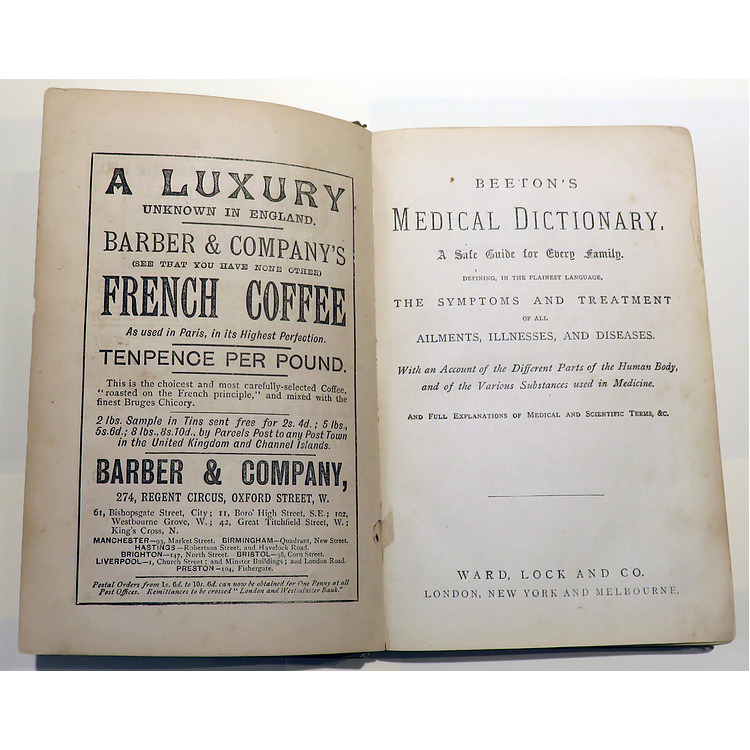 A LUXURY
UNKNOWN IN ENGLAND.
BARBER & COMPANY'S
(SEE THAT YOU HAVE NONE OTHER)
FRENCH COFFEE
As used in Paris, in its Highest Perfection.
TENPENCE PER POUND.
This is the choicest and most carefully-selected Coffee,
"roasted on the French principle," and mixed with the
finest Bruges Chicory.
2 lbs. Sample in Tins sent free for 2s. 4d.; 5 lbs.,
5s. 6d.; 8 lbs., 8s. 10d., by Parcels Post to any Post Town
in the United Kingdom and Channel Islands.
BARBER & COMPANY,
274, REGENT CIRCUS, OXFORD STREET, W.
61, Bishopsgate Street, City; 11, Boro' High Street, S.E.; 102,
Westbourne Grove, W.; 42, Great Titchfield Street, W.;
King's Cross, N.
MANCHESTER—93, Market Street. BIRMINGHAM—Quadrant, New Street.
HASTINGS—Robertson Street, and Havelock Road.
BRIGHTON—147, North Street. BRISTOL—38, Corn Street.
LIVERPOOL—1, Church Street; and Minster Buildings; and London Road.
PRESTON—104, Fishergate.
Postal Orders from 1s. 6d. to 10s. 6d. can now be obtained for One Penny at all
Post Offices. Remittances to be crossed "London and Westminster Bank."
BEETON'S
MEDICAL DICTIONARY.
A Safe Guide for Every Family.
DEFINING, IN THE PLAINEST LANGUAGE,
THE SYMPTOMS AND TREATMENT
OF ALL
AILMENTS, ILLNESSES, AND DISEASES.
With an Account of the Different Parts of the Human Body,
and of the Various Substances used in Medicine.
AND FULL EXPLANATIONS OF MEDICAL AND SCIENTIFIC TERMS, &C.
WARD, LOCK AND CO.
LONDON, NEW YORK AND MELBOURNE.